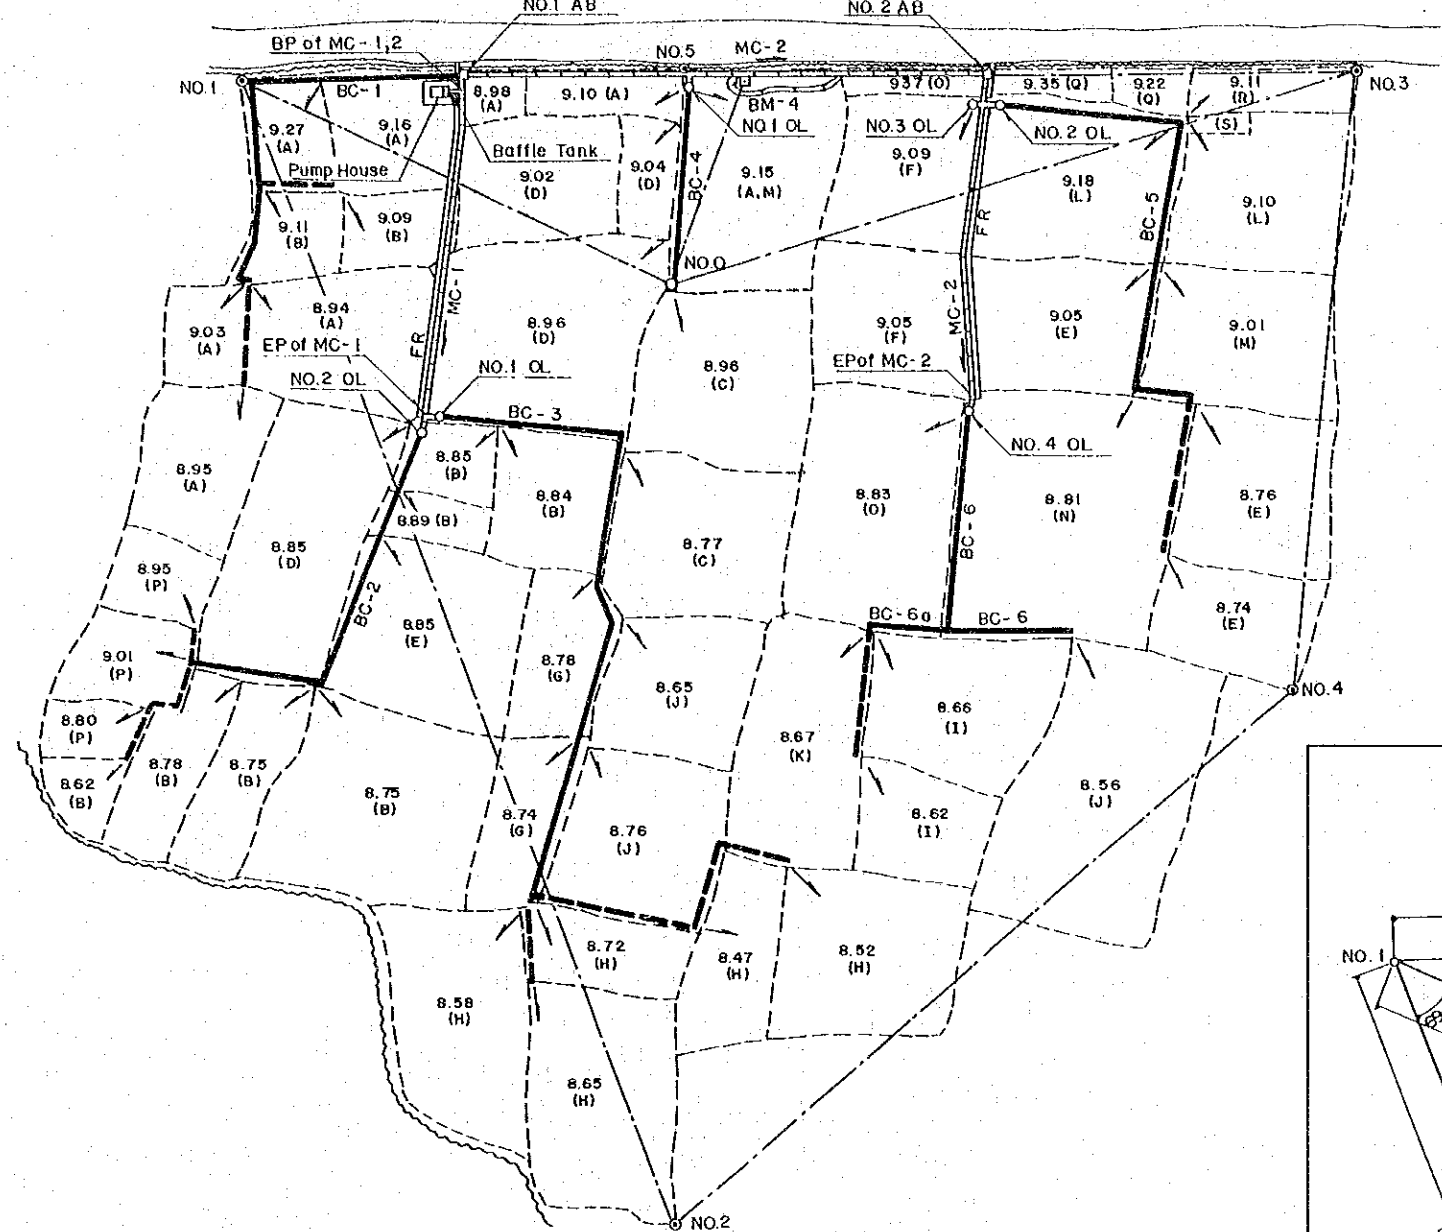 NO.1 AB
NO. 2 AB
BP of MC-1,2
NO.5
MC-2
NO.1
BC-1
8.98
(A)
9.10 (A)
BM-4
9.37 (O)
9.35 (Q)
9.22
(Q)
9.11
(R)
(S)
NO.3
9.27
(A)
9.16
(A)
NO.1 OL
NO.3 OL
NO.2 OL
Baffle Tank
Pump House
9.02
(D)
9.04
(D)
BC-4
9.15
(A,M)
9.09
(F)
FR
9.18
(L)
BC-5
9.10
(L)
9.11
(B)
9.09
(B)
NO.0
MC-1
FR
8.94
(A)
9.03
(A)
8.96
(D)
8.96
(C)
9.05
(F)
MC-2
9.05
(E)
9.01
(M)
EP of MC-1
EP of MC-2
NO.2 OL
NO.1 OL
BC-3
NO. 4 OL
8.95
(A)
8.85
(B)
8.84
(B)
8.89 (B)
8.83
(O)
8.81
(N)
8.76
(E)
8.85
(D)
8.77
(C)
BC-6
8.95
(P)
BC-2
8.85
(E)
BC-6a
BC-6
8.74
(E)
9.01
(P)
8.78
(G)
8.65
(J)
NO.4
8.80
(P)
8.78
(B)
8.75
(B)
8.67
(K)
8.66
(I)
8.62
(B)
8.75
(B)
8.74
(G)
8.76
(J)
8.62
(I)
8.56
(J)
8.72
(H)
8.47
(H)
8.52
(H)
NO.1
8.58
(H)
8.65
(H)
NO.2